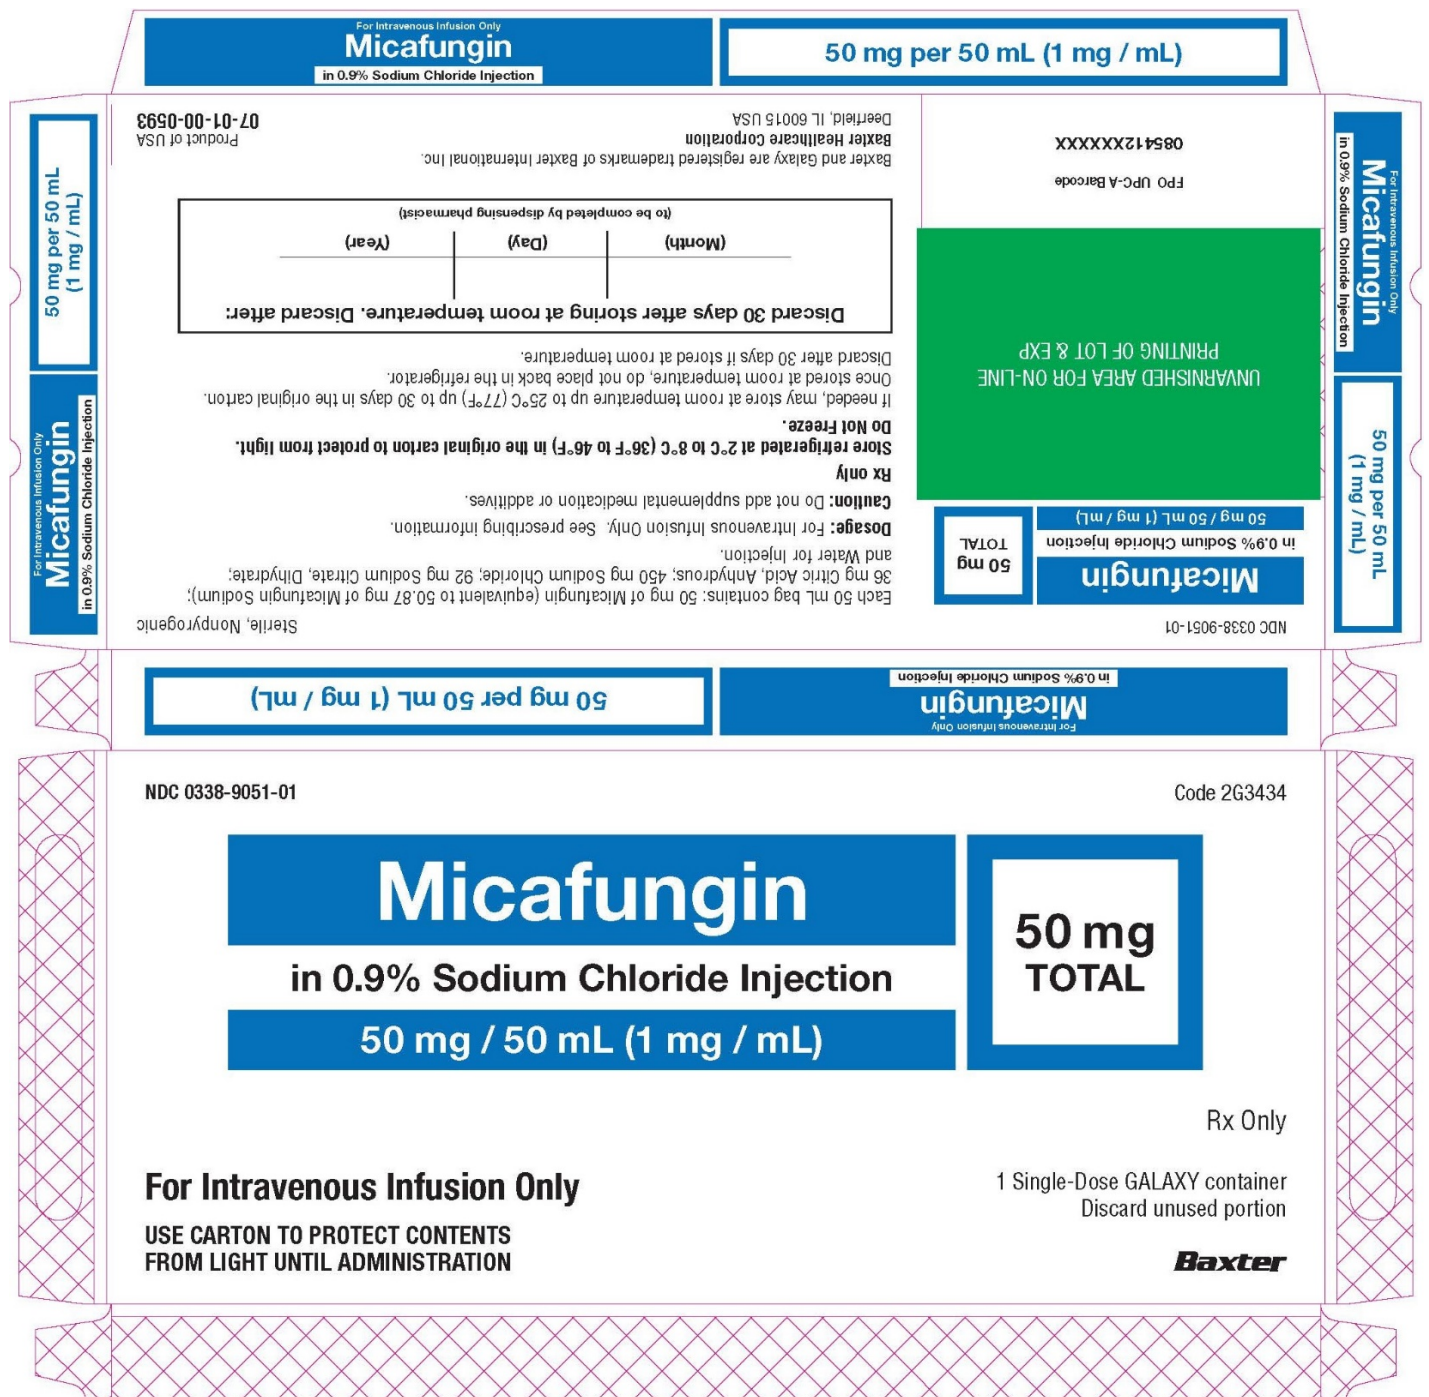 For Intravenous Infusion Only
Micafungin
in 0.9% Sodium Chloride Injection
50 mg per 50 mL (1 mg / mL)
50 mg per 50 mL
(1 mg / mL)
For Intravenous Infusion Only
Micafungin
in 0.9% Sodium Chloride Injection
For Intravenous Infusion Only
Micafungin
in 0.9% Sodium Chloride Injection
50 mg per 50 mL
(1 mg / mL)
NDC 0338-9051-01
Micafungin
in 0.9% Sodium Chloride Injection
50 mg / 50 mL (1 mg / mL)
50 mg
TOTAL
UNVARNISHED AREA FOR ON-LINE
PRINTING OF LOT & EXP
FPO UPC-A Barcode
085412XXXXXX
Sterile, Nonpyrogenic
Each 50 mL bag contains: 50 mg of Micafungin (equivalent to 50.87 mg of Micafungin Sodium);
36 mg Citric Acid, Anhydrous; 450 mg Sodium Chloride; 92 mg Sodium Citrate, Dihydrate;
and Water for Injection.
Dosage: For Intravenous Infusion Only. See prescribing information.
Caution: Do not add supplemental medication or additives.
Rx only
Store refrigerated at 2°C to 8°C (36°F to 46°F) in the original carton to protect from light.
Do Not Freeze.
If needed, may store at room temperature up to 25°C (77°F) up to 30 days in the original carton.
Once stored at room temperature, do not place back in the refrigerator.
Discard after 30 days if stored at room temperature.
Discard 30 days after storing at room temperature. Discard after:
(Month) (Day) (Year)
(to be completed by dispensing pharmacist)
Baxter and Galaxy are registered trademarks of Baxter International Inc.
Baxter Healthcare Corporation
Deerfield, IL 60015 USA
Product of USA
07-01-00-0593
For Intravenous Infusion Only
Micafungin
in 0.9% Sodium Chloride Injection
50 mg per 50 mL (1 mg / mL)
NDC 0338-9051-01
Code 2G3434
Micafungin
in 0.9% Sodium Chloride Injection
50 mg / 50 mL (1 mg / mL)
50 mg
TOTAL
Rx Only
For Intravenous Infusion Only
USE CARTON TO PROTECT CONTENTS
FROM LIGHT UNTIL ADMINISTRATION
1 Single-Dose GALAXY container
Discard unused portion
Baxter